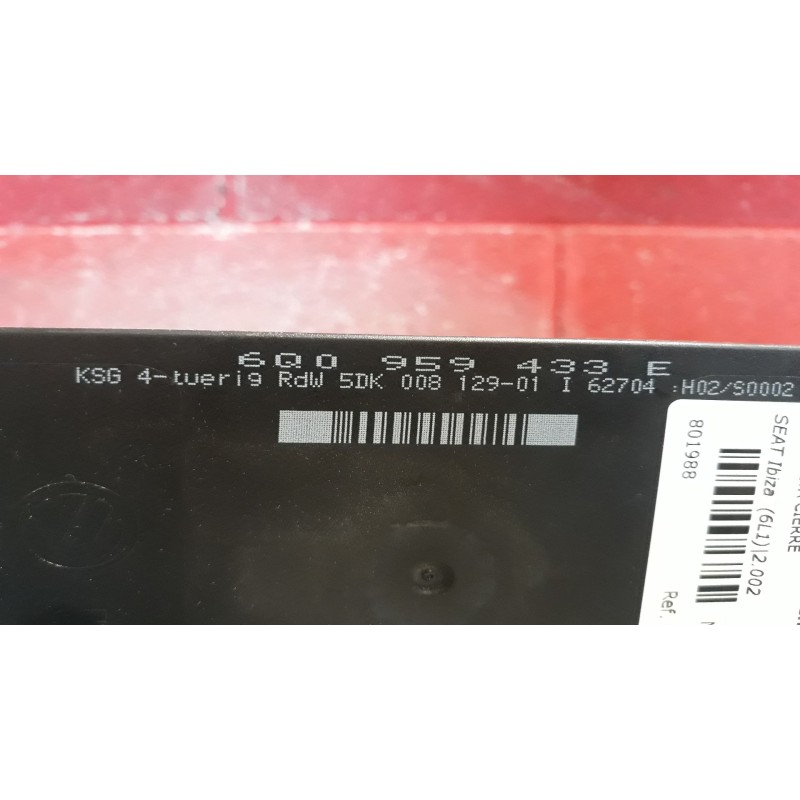 6Q0 959 433 E
KSG 4-tuerig RdW 5DK 008 129-01 I 62704 :H02/S0002
CIERRE
SEAT Ibiza (6L1)|2.002
801988
Ref.